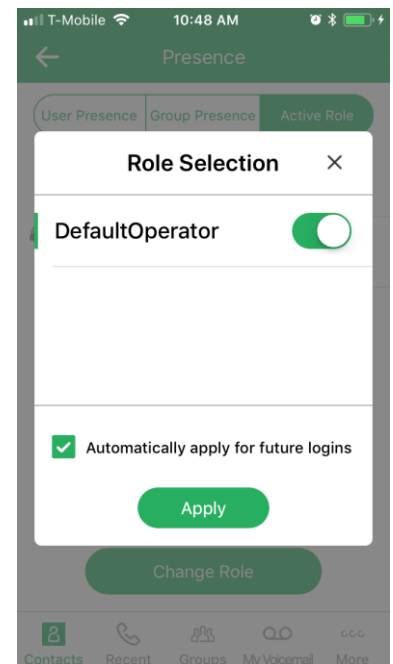 T-Mobile 10:48 AM
Presence
User Presence Group Presence Active Role
Role Selection
DefaultOperator
Automatically apply for future logins
Apply
Change Role
Contacts Recent Groups My Voicemail More